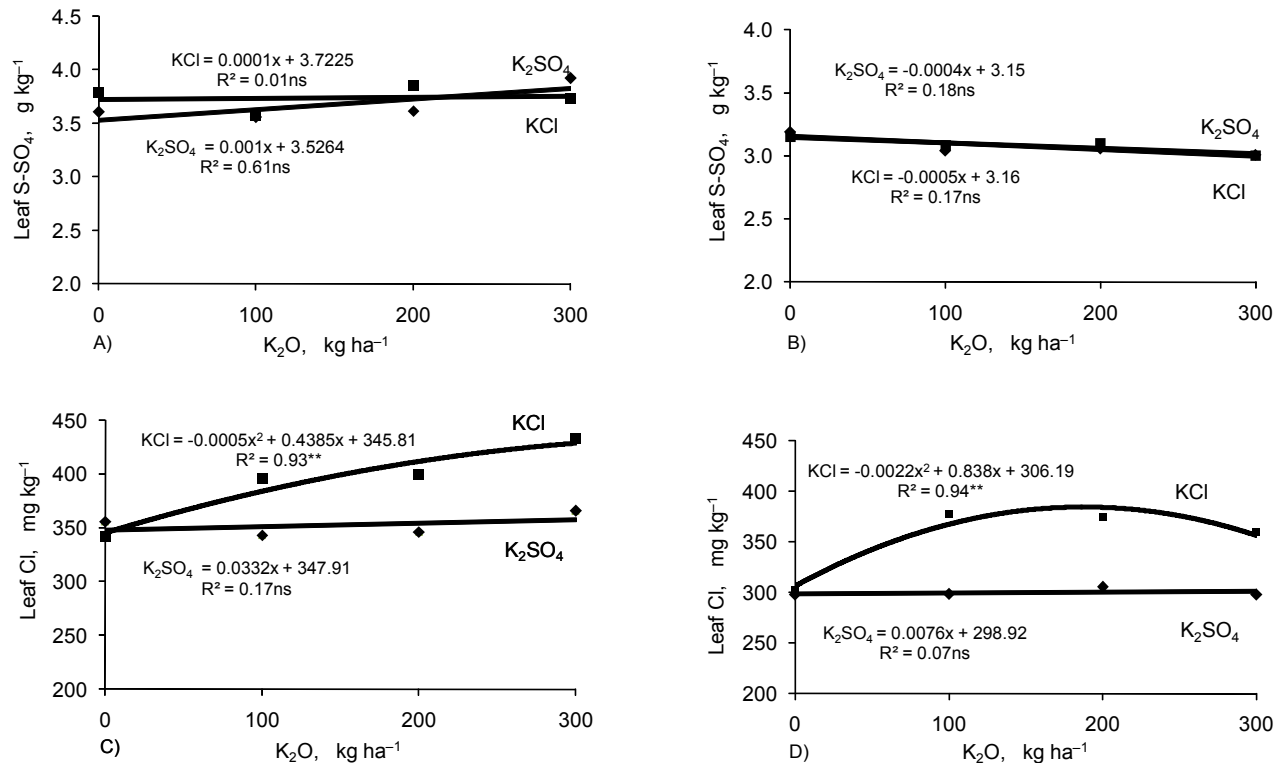 4.5
4.0
3.5
3.0
2.5
2.0
Leaf S-SO₄, g kg⁻¹
KCl = 0.0001x + 3.7225
R² = 0.01ns
K₂SO₄
KCl
K₂SO₄ = 0.001x + 3.5264
R² = 0.61ns
0 100 200 300
A)
K₂O, kg ha⁻¹
4.0
3.5
3.0
2.5
2.0
Leaf S-SO₄, g kg⁻¹
K₂SO₄ = -0.0004x + 3.15
R² = 0.18ns
K₂SO₄
KCl = -0.0005x + 3.16
R² = 0.17ns
KCl
0 100 200 300
B)
K₂O, kg ha⁻¹
450
400
350
300
250
200
Leaf Cl, mg kg⁻¹
KCl
KCl = -0.0005x² + 0.4385x + 345.81
R² = 0.93**
K₂SO₄
K₂SO₄ = 0.0332x + 347.91
R² = 0.17ns
0 100 200 300
C)
K₂O, kg ha⁻¹
450
400
350
300
250
200
Leaf Cl, mg kg⁻¹
KCl = -0.0022x² + 0.838x + 306.19
R² = 0.94**
KCl
K₂SO₄ = 0.0076x + 298.92
R² = 0.07ns
K₂SO₄
0 100 200 300
D)
K₂O, kg ha⁻¹